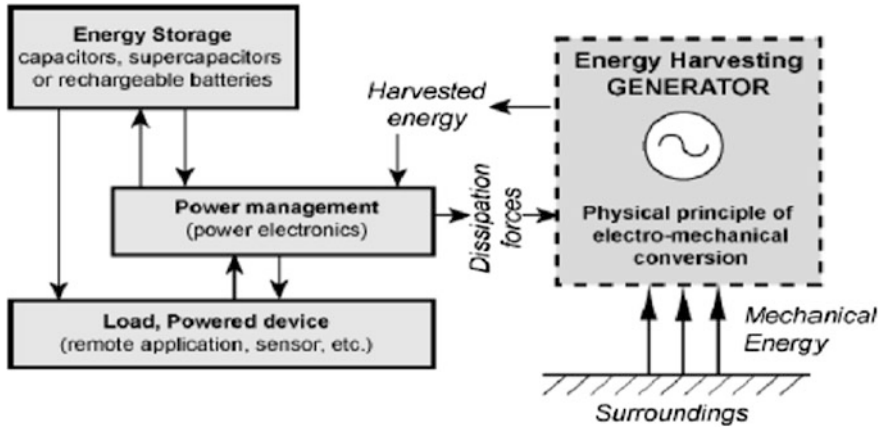 Energy Storage
capacitors, supercapacitors
or rechargeable batteries
Harvested
energy
Energy Harvesting
GENERATOR
Physical principle of
electro-mechanical
conversion
Power management
(power electronics)
Dissipation
forces
Load, Powered device
(remote application, sensor, etc.)
Mechanical
Energy
Surroundings